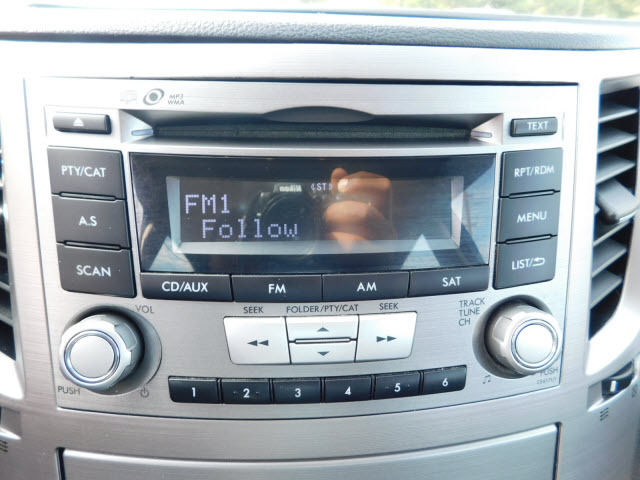 MP3
WMA
TEXT
PTY/CAT
A.S
SCAN
Nikon
ST
FM1
Follow
RPT/RDM
MENU
LIST/
CD/AUX
FM
AM
SAT
VOL
SEEK
FOLDER/PTY/CAT
SEEK
TRACK
TUNE
CH
PUSH
PUSH
1
2
3
4
5
6